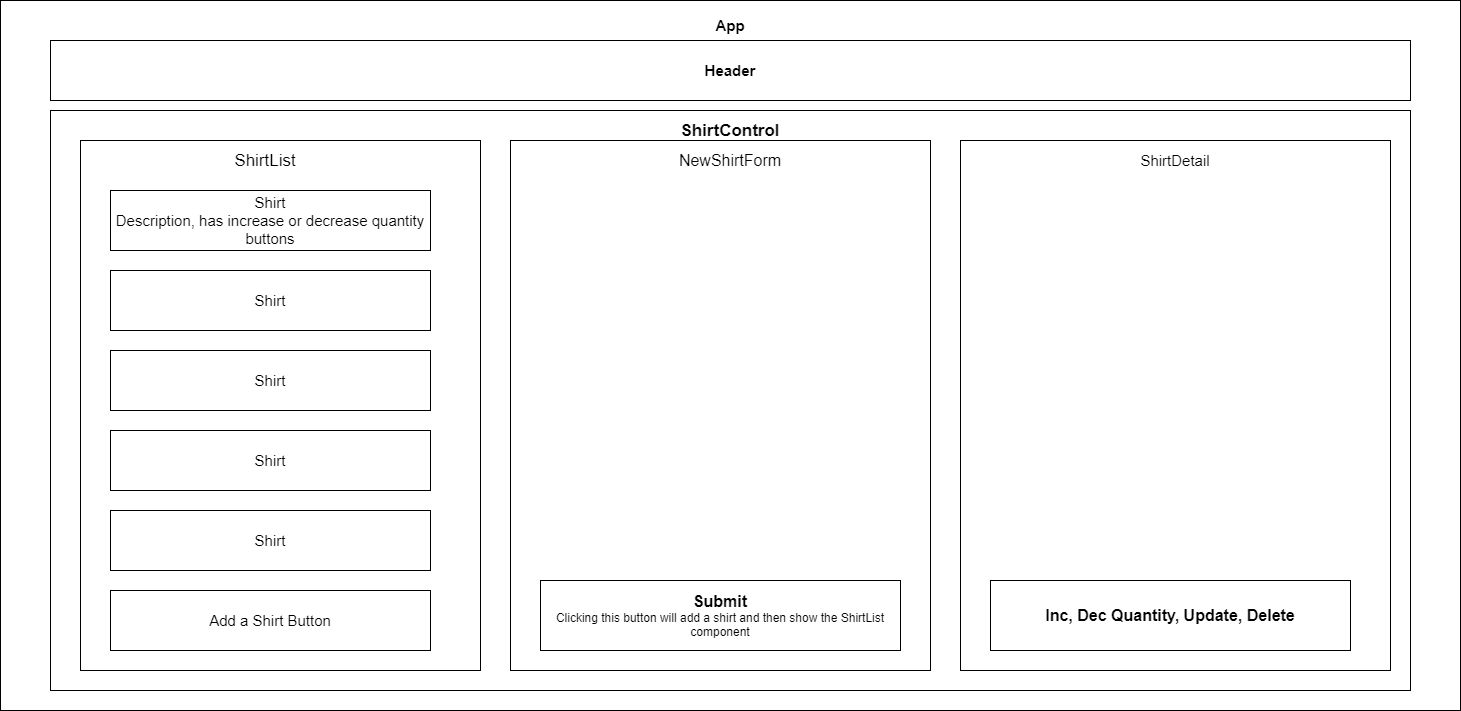 App
Header
ShirtControl
ShirtList
Shirt
Description, has increase or decrease quantity
buttons
Shirt
Shirt
Shirt
Shirt
Add a Shirt Button
NewShirtForm
Submit
Clicking this button will add a shirt and then show the ShirtList
component
ShirtDetail
Inc, Dec Quantity, Update, Delete